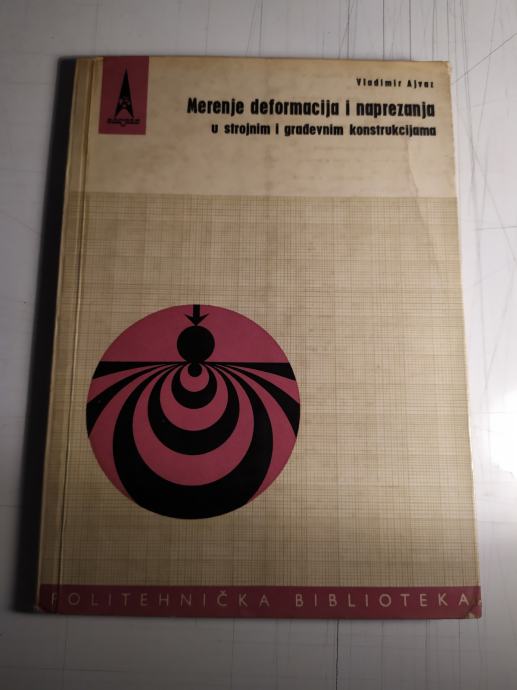 Vladimir Ajvaz
Merenje deformacija i naprezanja
u strojnim i građevnim konstrukcijama
POLITEHNIČKA BIBLIOTEKA